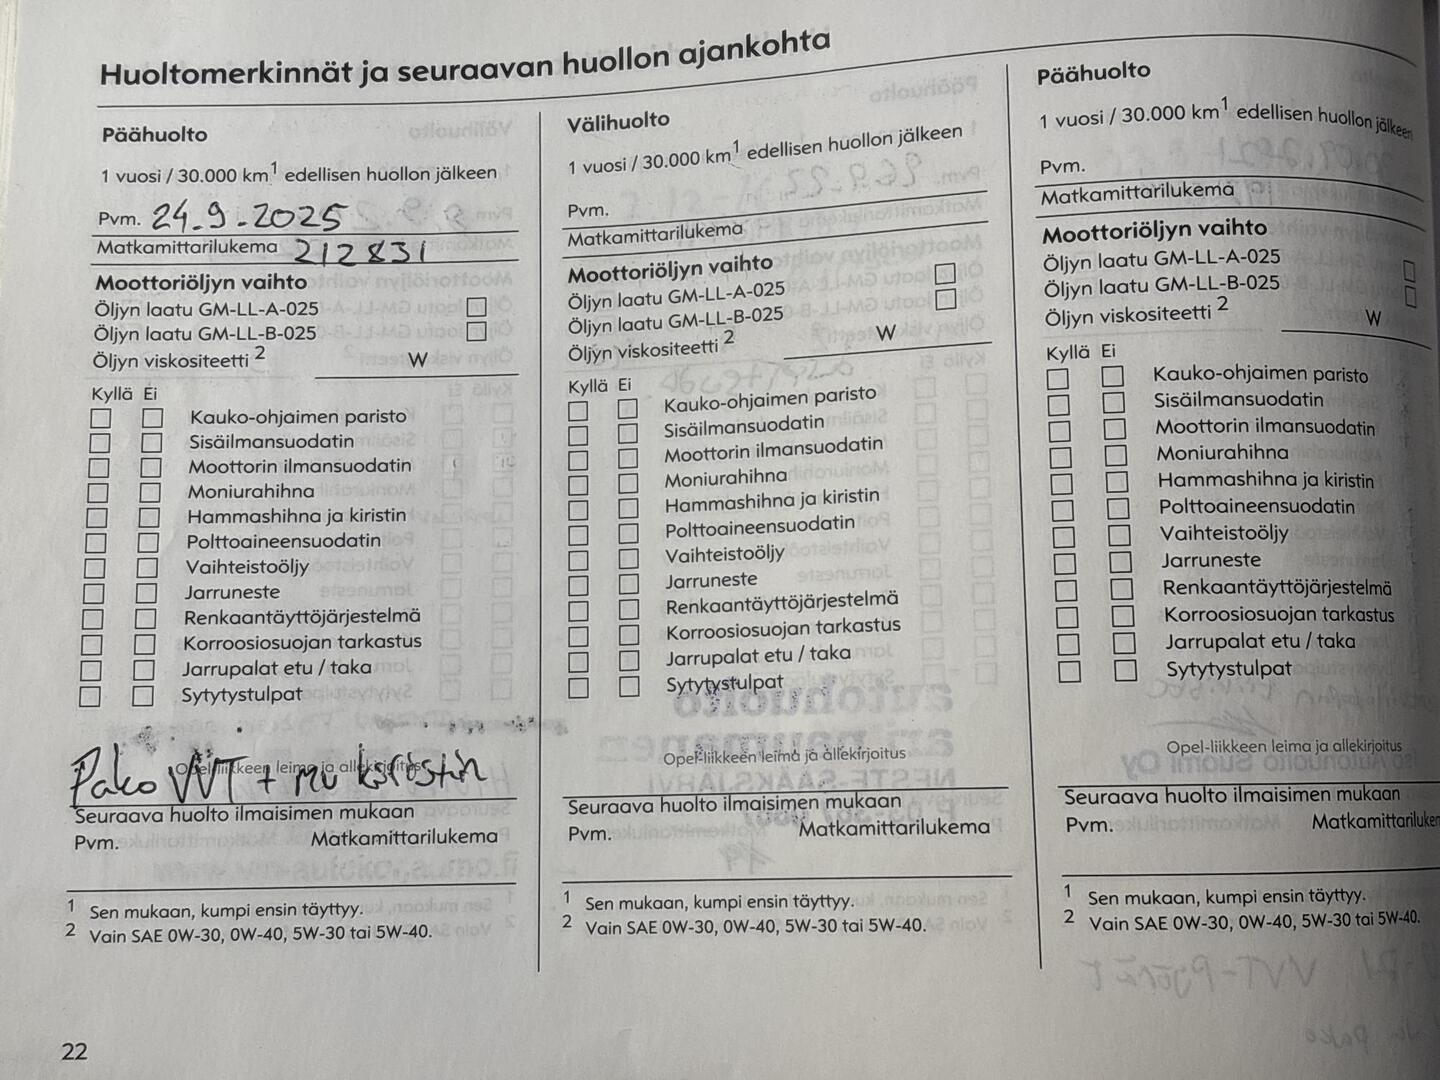 Huoltomerkinnät ja seuraavan huollon ajankohta
Päähuolto
1 vuosi / 30.000 km1 edellisen huollon jälkeen
Pvm. 24.9-2025
Matkamittarilukema 212831
Moottoriöljyn vaihto
Öljyn laatu GM-LL-A-025
Öljyn laatu GM-LL-B-025
Öljyn viskositeetti 2 W
Kyllä Ei
Kauko-ohjaimen paristo
Sisäilmansuodatin
Moottorin ilmansuodatin
Moniurahihna
Hammashihna ja kiristin
Polttoaineensuodatin
Vaihteistoöljy
Jarruneste
Renkaantäyttöjärjestelmä
Korroosiosuojan tarkastus
Jarrupalat etu / taka
Sytytystulpat
Opel-liikkeen leima ja allekirjoitus
Pako VVT + mu kiristin
Seuraava huolto ilmaisimen mukaan
Pvm. Matkamittarilukema
1 Sen mukaan, kumpi ensin täyttyy.
2 Vain SAE 0W-30, 0W-40, 5W-30 tai 5W-40.
Välihuolto
1 vuosi / 30.000 km1 edellisen huollon jälkeen
Pvm.
Matkamittarilukema
Moottoriöljyn vaihto
Öljyn laatu GM-LL-A-025
Öljyn laatu GM-LL-B-025
Öljyn viskositeetti 2 W
Kyllä Ei
Kauko-ohjaimen paristo
Sisäilmansuodatin
Moottorin ilmansuodatin
Moniurahihna
Hammashihna ja kiristin
Polttoaineensuodatin
Vaihteistoöljy
Jarruneste
Renkaantäyttöjärjestelmä
Korroosiosuojan tarkastus
Jarrupalat etu / taka
Sytytystulpat
Opel-liikkeen leima ja allekirjoitus
Seuraava huolto ilmaisimen mukaan
Pvm. Matkamittarilukema
1 Sen mukaan, kumpi ensin täyttyy.
2 Vain SAE 0W-30, 0W-40, 5W-30 tai 5W-40.
Päähuolto
1 vuosi / 30.000 km1 edellisen huollon jälkeen
Pvm.
Matkamittarilukema
Moottoriöljyn vaihto
Öljyn laatu GM-LL-A-025
Öljyn laatu GM-LL-B-025
Öljyn viskositeetti 2 W
Kyllä Ei
Kauko-ohjaimen paristo
Sisäilmansuodatin
Moottorin ilmansuodatin
Moniurahihna
Hammashihna ja kiristin
Polttoaineensuodatin
Vaihteistoöljy
Jarruneste
Renkaantäyttöjärjestelmä
Korroosiosuojan tarkastus
Jarrupalat etu / taka
Sytytystulpat
Opel-liikkeen leima ja allekirjoitus
Seuraava huolto ilmaisimen mukaan
Pvm. Matkamittariluke
1 Sen mukaan, kumpi ensin täyttyy.
2 Vain SAE 0W-30, 0W-40, 5W-30 tai 5W-40.
22